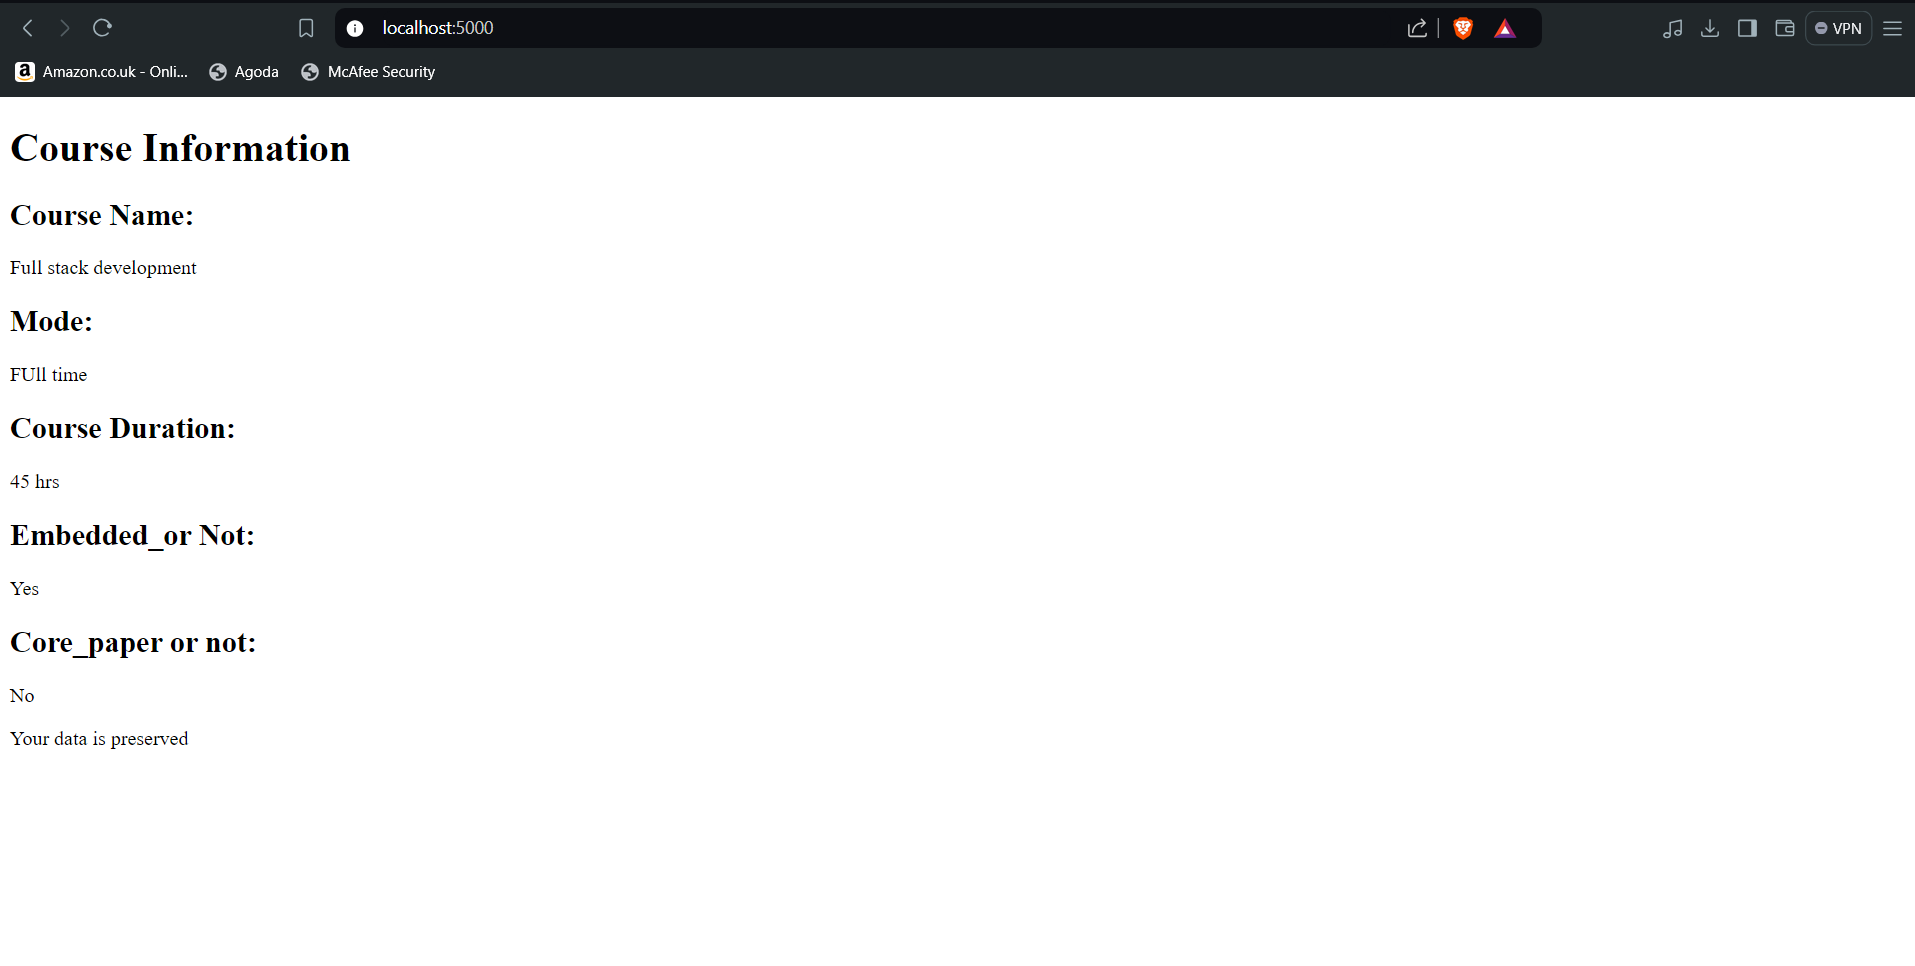 localhost:5000
VPN
Amazon.co.uk - Onli... Agoda McAfee Security
Course Information
Course Name:
Full stack development
Mode:
FUll time
Course Duration:
45 hrs
Embedded_or Not:
Yes
Core_paper or not:
No
Your data is preserved